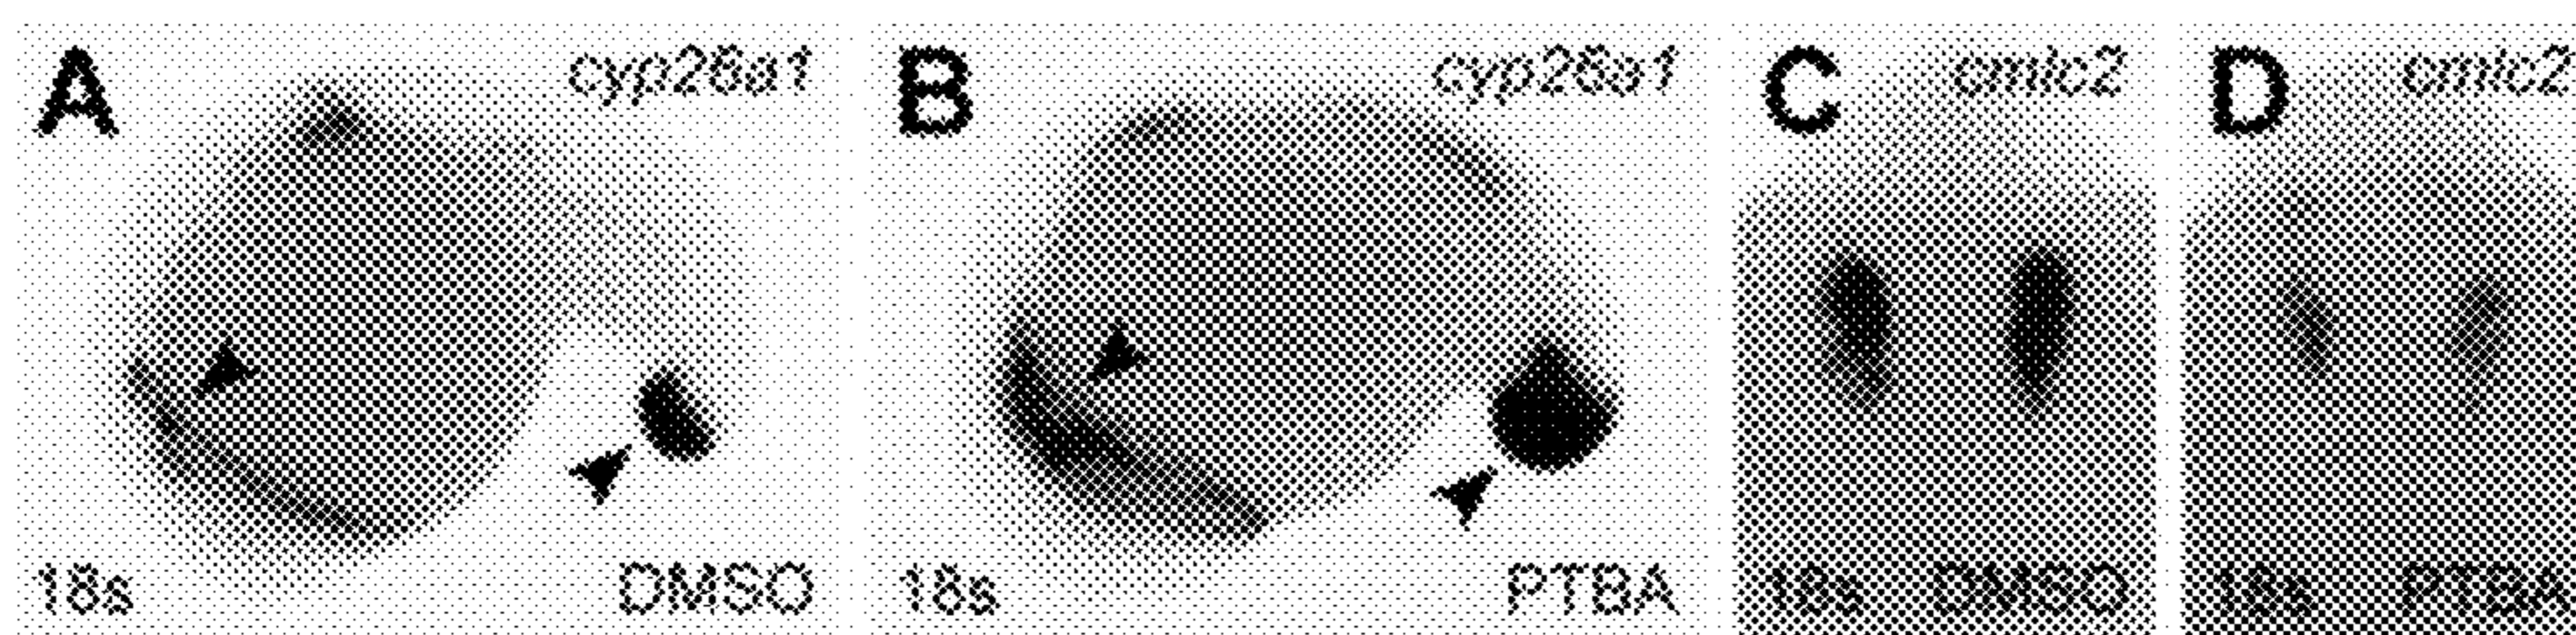 A cyp26a1
18s DMSO
B cyp26a1
18s PTBA
C cmlc2
18s DMSO
D cmlc2
18s PTBA